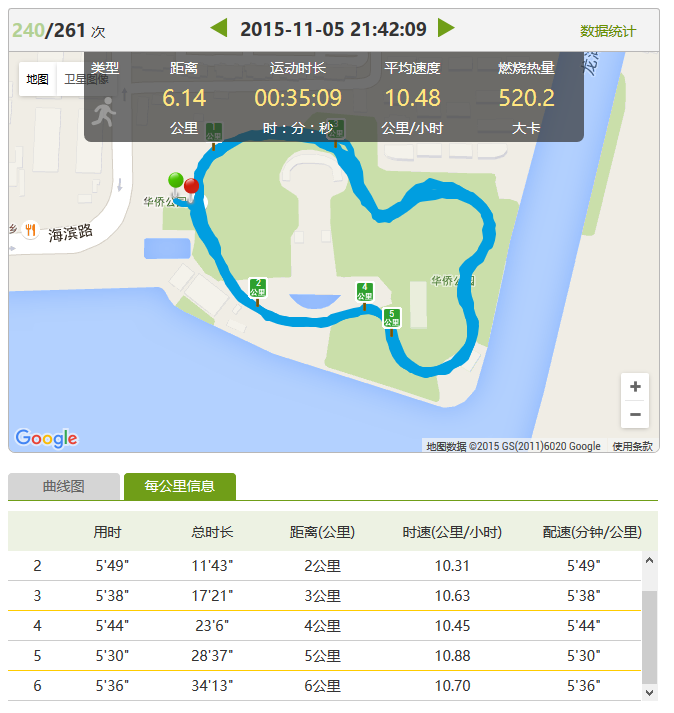 240/261 次 2015-11-05 21:42:09 数据统计
地图 卫星图像
类型 距离 运动时长 平均速度 燃烧热量
6.14 00:35:09 10.48 520.2
公里 时：分：秒 公里/小时 大卡
1
公里
3
公里
华侨公园
海滨路
2
公里
4
公里
华侨公园
5
公里
+
−
Google 地图数据 ©2015 GS(2011)6020 Google 使用条款
曲线图 每公里信息
用时 总时长 距离(公里) 时速(公里/小时) 配速(分钟/公里)
2 5'49" 11'43" 2公里 10.31 5'49"
3 5'38" 17'21" 3公里 10.63 5'38"
4 5'44" 23'6" 4公里 10.45 5'44"
5 5'30" 28'37" 5公里 10.88 5'30"
6 5'36" 34'13" 6公里 10.70 5'36"